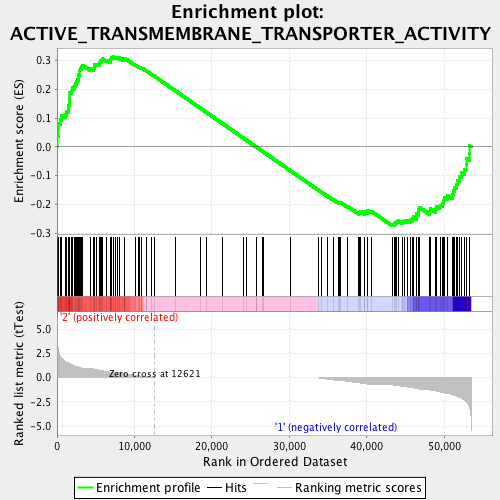 Enrichment plot:
ACTIVE_TRANSMEMBRANE_TRANSPORTER_ACTIVITY
Enrichment score (ES)
0.3
0.2
0.1
0.0
-0.1
-0.2
-0.3
'2' (positively correlated)
Ranked list metric (tTest)
5.0
2.5
0.0
-2.5
-5.0
Zero cross at 12621
'1' (negatively correlated)
0
10,000
20,000
30,000
40,000
50,000
Rank in Ordered Dataset
Enrichment profile
Hits
Ranking metric scores